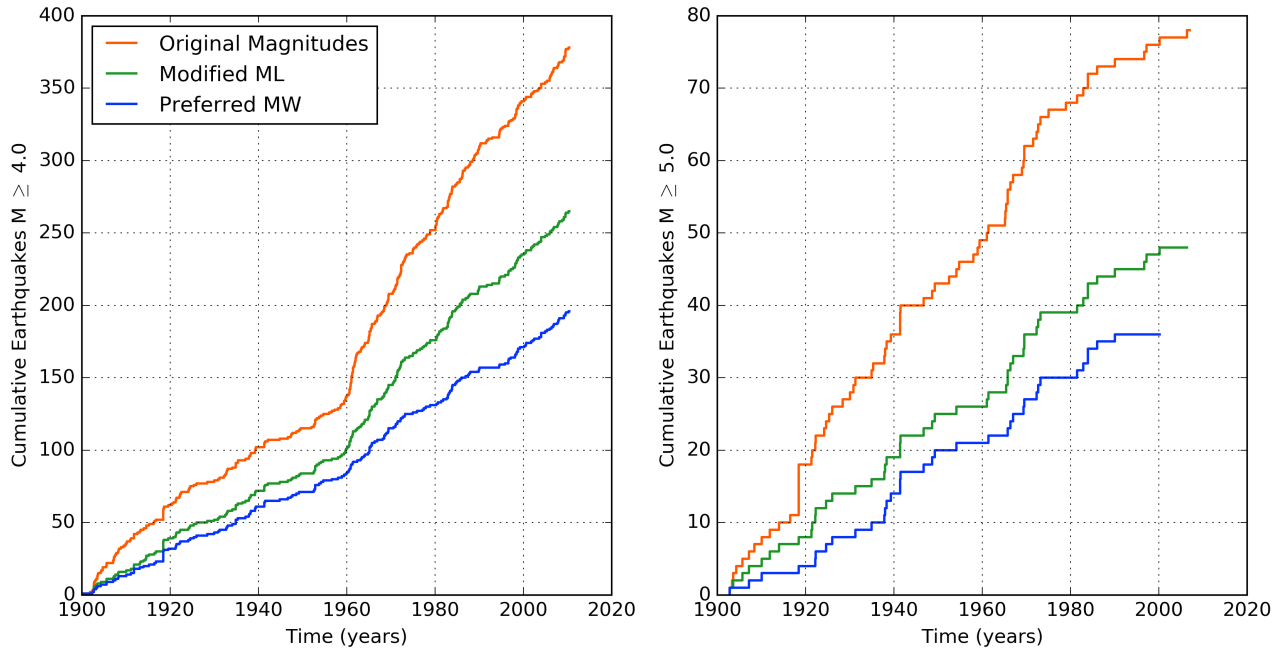 400
350
300
250
200
150
100
50
0
Cumulative Earthquakes M ≥ 4.0
Original Magnitudes
Modified ML
Preferred MW
1900 1920 1940 1960 1980 2000 2020
Time (years)
80
70
60
50
40
30
20
10
0
Cumulative Earthquakes M ≥ 5.0
1900 1920 1940 1960 1980 2000 2020
Time (years)